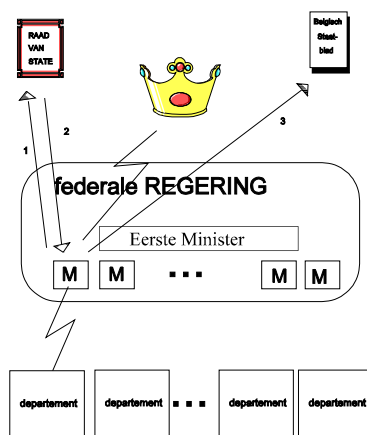 RAAD
VAN
STATE
Belgisch
Staat-
blad
1
2
3
federale REGERING
Eerste Minister
M M ... M M
departement departement ... departement departement